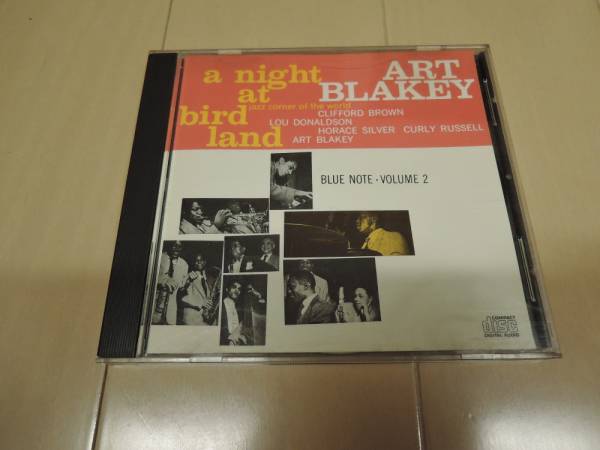 a night
at
bird
land
jazz corner of the world
ART
BLAKEY
CLIFFORD BROWN
LOU DONALDSON
HORACE SILVER CURLY RUSSELL
ART BLAKEY
BLUE NOTE · VOLUME 2
COMPACT
disc
DIGITAL AUDIO